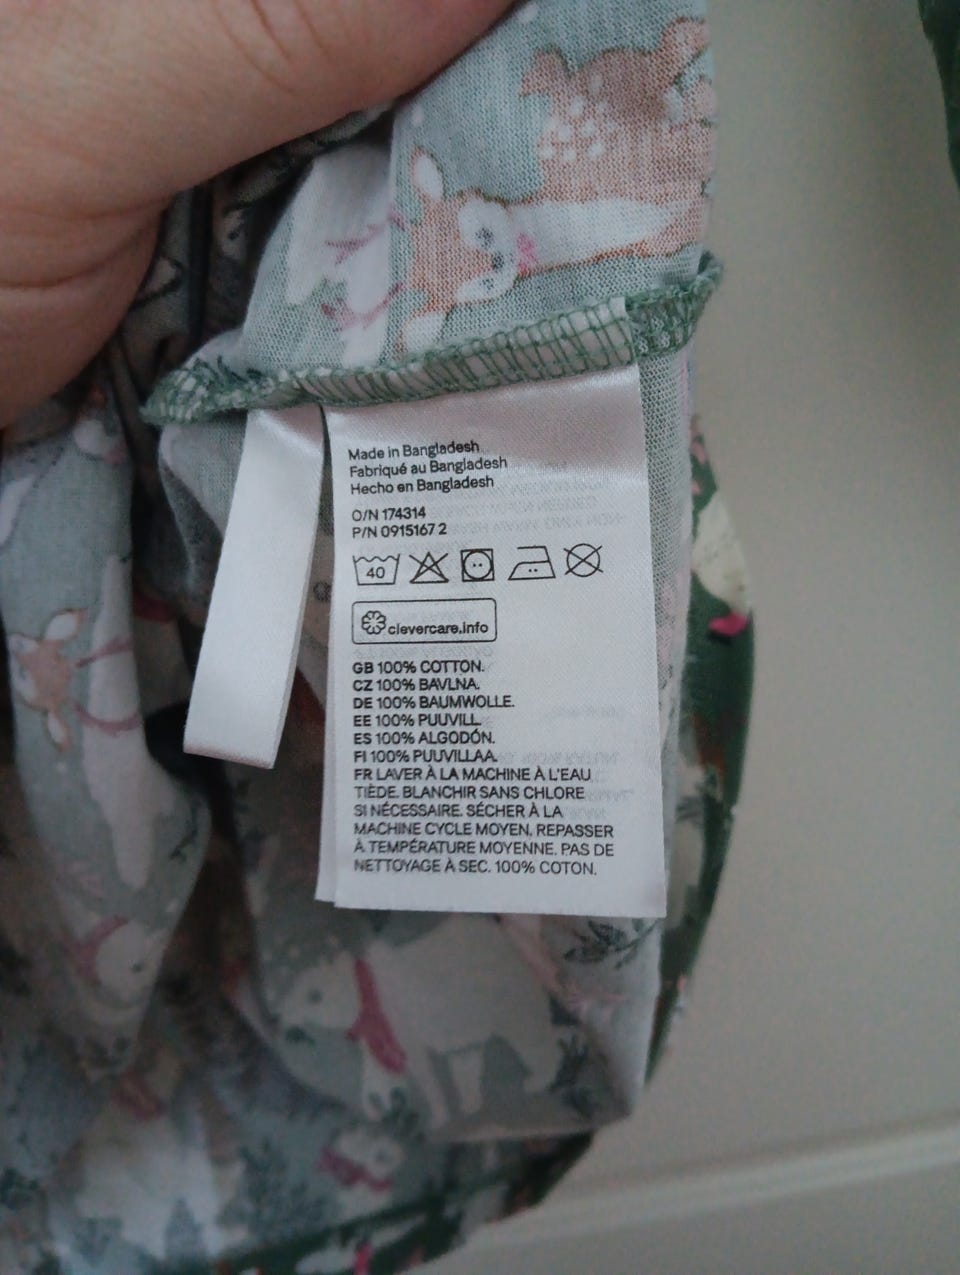 Made in Bangladesh
Fabriqué au Bangladesh
Hecho en Bangladesh
O/N 174314
P/N 0915167 2
40
clevercare.info
GB 100% COTTON.
CZ 100% BAVLNA.
DE 100% BAUMWOLLE.
EE 100% PUUVILL.
ES 100% ALGODÓN.
FI 100% PUUVILLAA.
FR LAVER À LA MACHINE À L'EAU
TIÈDE. BLANCHIR SANS CHLORE
SI NÉCESSAIRE. SÉCHER À LA
MACHINE CYCLE MOYEN. REPASSER
À TEMPÉRATURE MOYENNE. PAS DE
NETTOYAGE À SEC. 100% COTON.